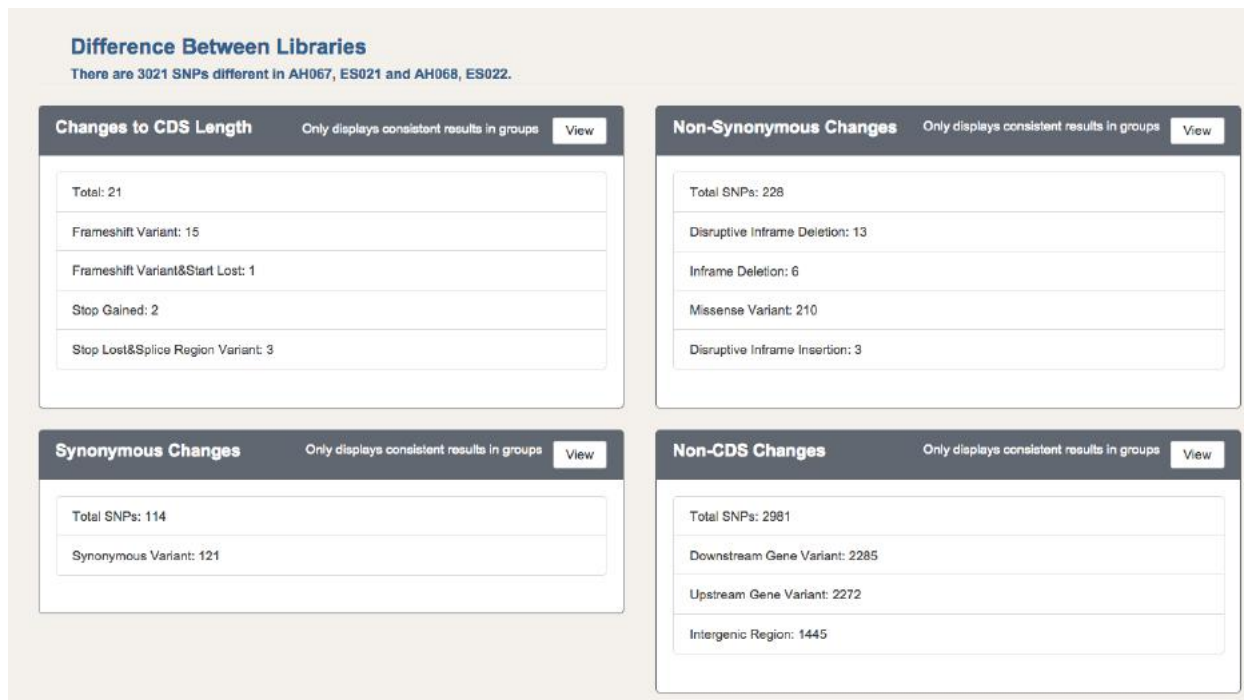 Difference Between Libraries
There are 3021 SNPs different in AH067, ES021 and AH068, ES022.
Changes to CDS Length
Only displays consistent results in groups
View
Total: 21
Frameshift Variant: 15
Frameshift Variant&Start Lost: 1
Stop Gained: 2
Stop Lost&Splice Region Variant: 3
Non-Synonymous Changes
Only displays consistent results in groups
View
Total SNPs: 228
Disruptive Inframe Deletion: 13
Inframe Deletion: 6
Missense Variant: 210
Disruptive Inframe Insertion: 3
Synonymous Changes
Only displays consistent results in groups
View
Total SNPs: 114
Synonymous Variant: 121
Non-CDS Changes
Only displays consistent results in groups
View
Total SNPs: 2981
Downstream Gene Variant: 2285
Upstream Gene Variant: 2272
Intergenic Region: 1445